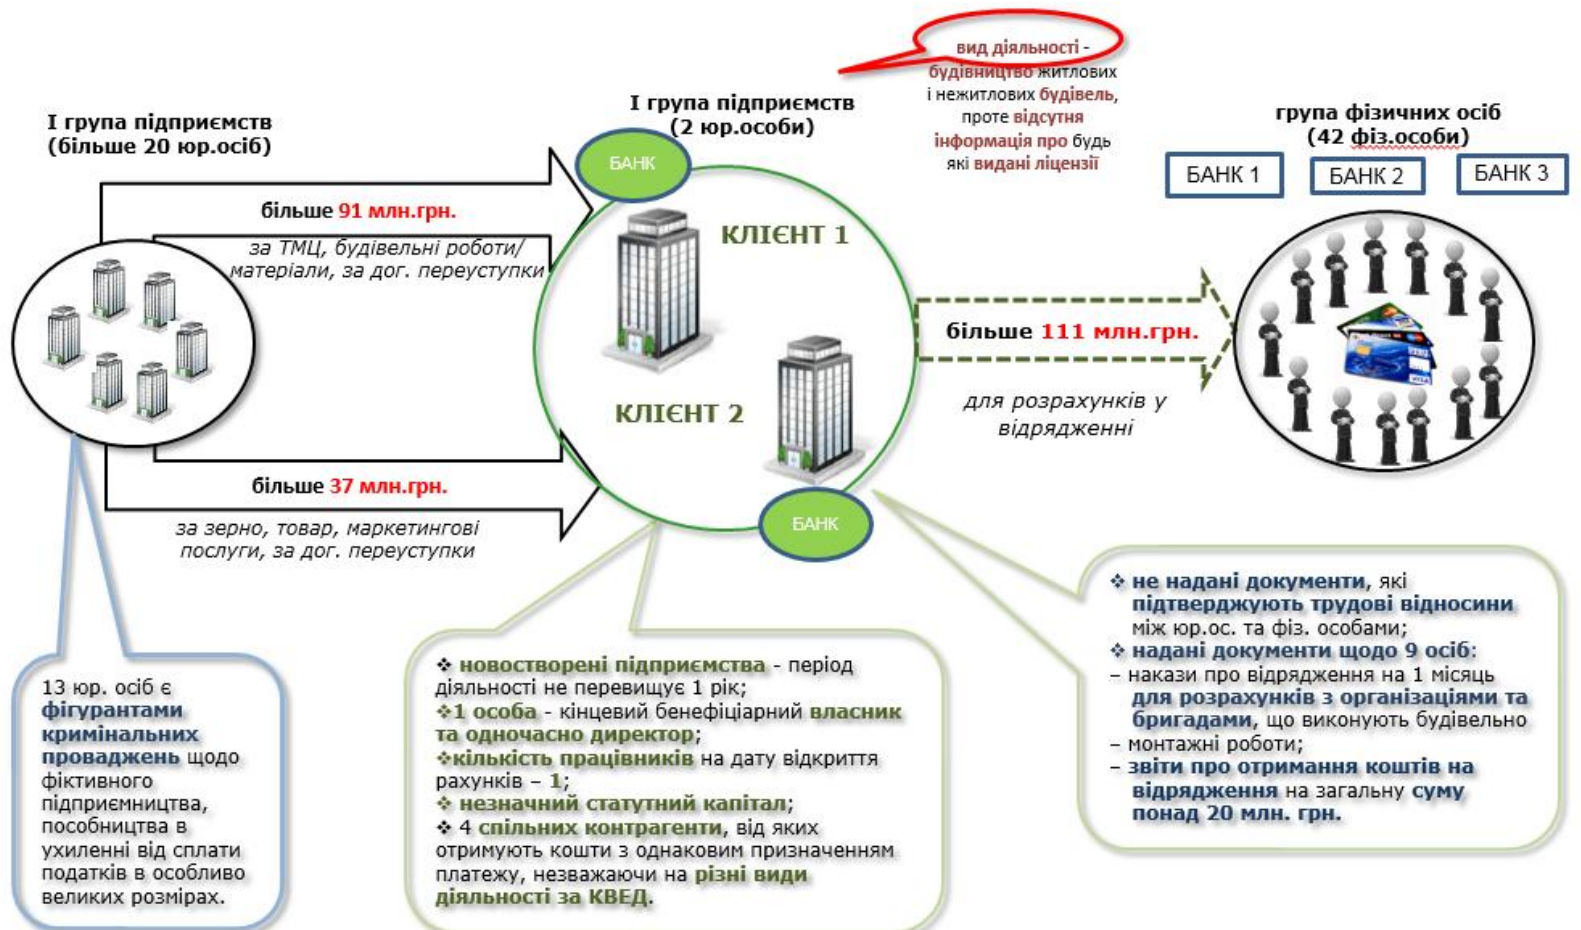 вид діяльності -
будівництво житлових
і нежитлових будівель,
проте відсутня
інформація про будь
які видані ліцензії
І група підприємств
(більше 20 юр.осіб)
І група підприємств
(2 юр.особи)
група фізичних осіб
(42 фіз.особи)
БАНК
БАНК 1
БАНК 2
БАНК 3
більше 91 млн.грн.
за ТМЦ, будівельні роботи/
матеріали, за дог. переуступки
КЛІЄНТ 1
КЛІЄНТ 2
більше 111 млн.грн.
для розрахунків у
відрядженні
більше 37 млн.грн.
за зерно, товар, маркетингові
послуги, за дог. переуступки
БАНК
13 юр. осіб є
фігурантами
кримінальних
проваджень щодо
фіктивного
підприємництва,
пособництва в
ухиленні від сплати
податків в особливо
великих розмірах.
❖ новостворені підприємства - період
діяльності не перевищує 1 рік;
❖1 особа - кінцевий бенефіціарний власник
та одночасно директор;
❖кількість працівників на дату відкриття
рахунків – 1;
❖ незначний статутний капітал;
❖ 4 спільних контрагенти, від яких
отримують кошти з однаковим призначенням
платежу, незважаючи на різні види
діяльності за КВЕД.
❖ не надані документи, які
підтверджують трудові відносини
між юр.ос. та фіз. особами;
❖ надані документи щодо 9 осіб:
– накази про відрядження на 1 місяць
для розрахунків з організаціями та
бригадами, що виконують будівельно
– монтажні роботи;
– звіти про отримання коштів на
відрядження на загальну суму
понад 20 млн. грн.